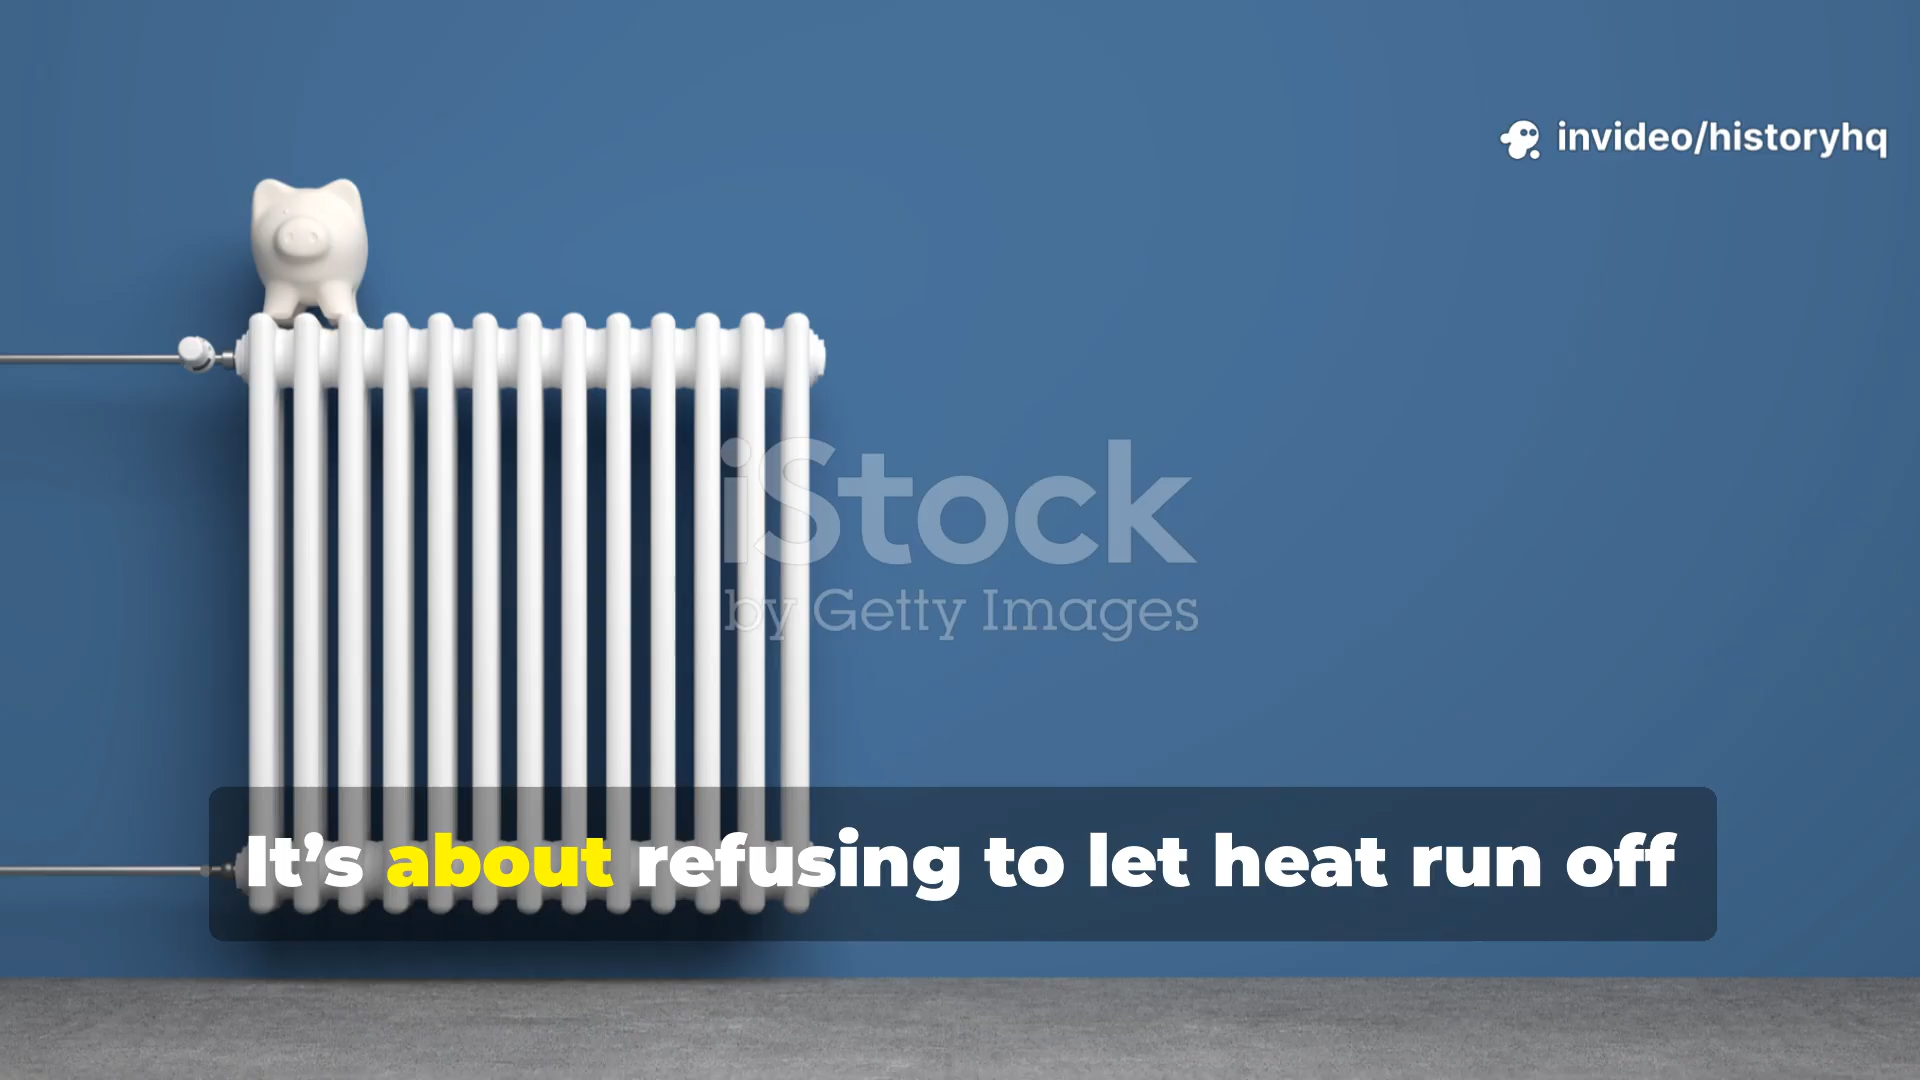 invideo/historyhq
iStock
by Getty Images
It’s about refusing to let heat run off